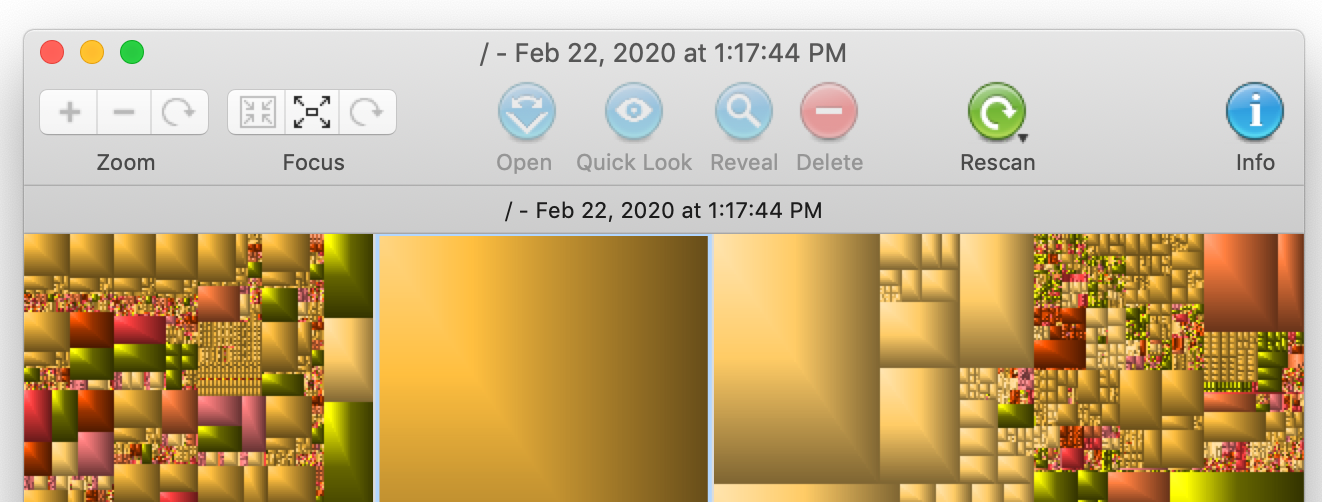 / - Feb 22, 2020 at 1:17:44 PM
Zoom Focus Open Quick Look Reveal Delete Rescan Info
/ - Feb 22, 2020 at 1:17:44 PM